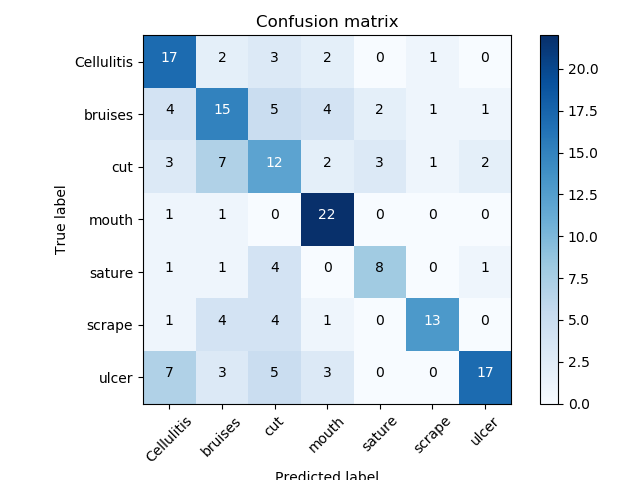 Confusion matrix
Cellulitis 17 2 3 2 0 1 0
bruises 4 15 5 4 2 1 1
cut 3 7 12 2 3 1 2
mouth 1 1 0 22 0 0 0
sature 1 1 4 0 8 0 1
scrape 1 4 4 1 0 13 0
ulcer 7 3 5 3 0 0 17
Cellulitis bruises cut mouth sature scrape ulcer
True label
Predicted label
20.0
17.5
15.0
12.5
10.0
7.5
5.0
2.5
0.0